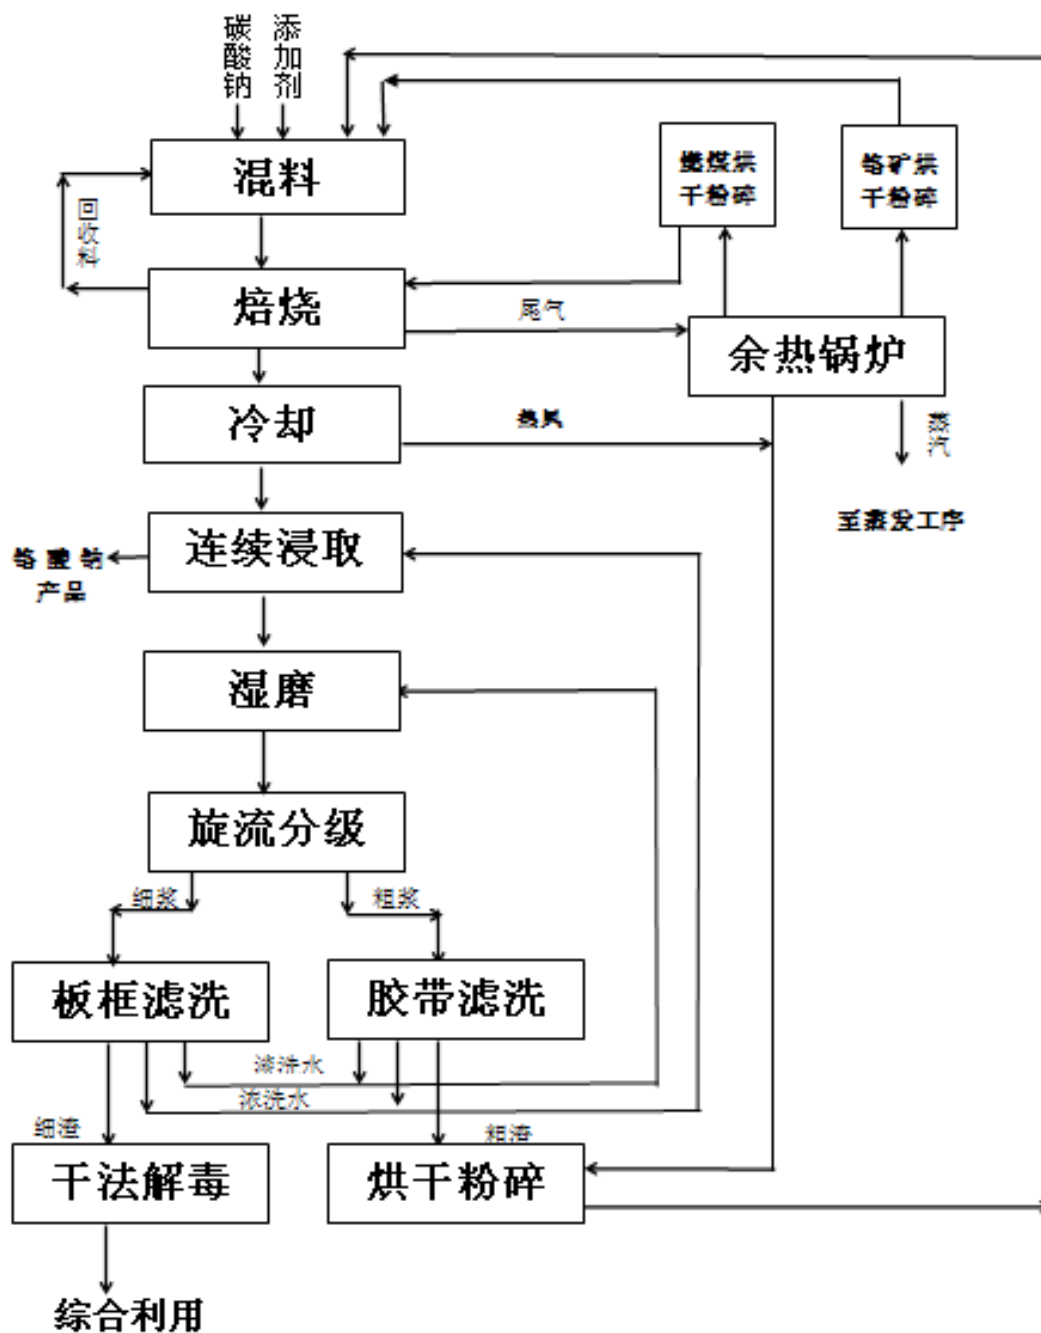 碳酸钠
添加剂
混料
燃煤烘
干粉碎
铬矿烘
干粉碎
回收料
焙烧
尾气
余热锅炉
冷却
热风
蒸汽
至蒸发工序
连续浸取
铬酸钠
产品
湿磨
旋流分级
细浆
粗浆
板框滤洗
胶带滤洗
洗水
浓洗水
细渣
粗渣
干法解毒
烘干粉碎
综合利用